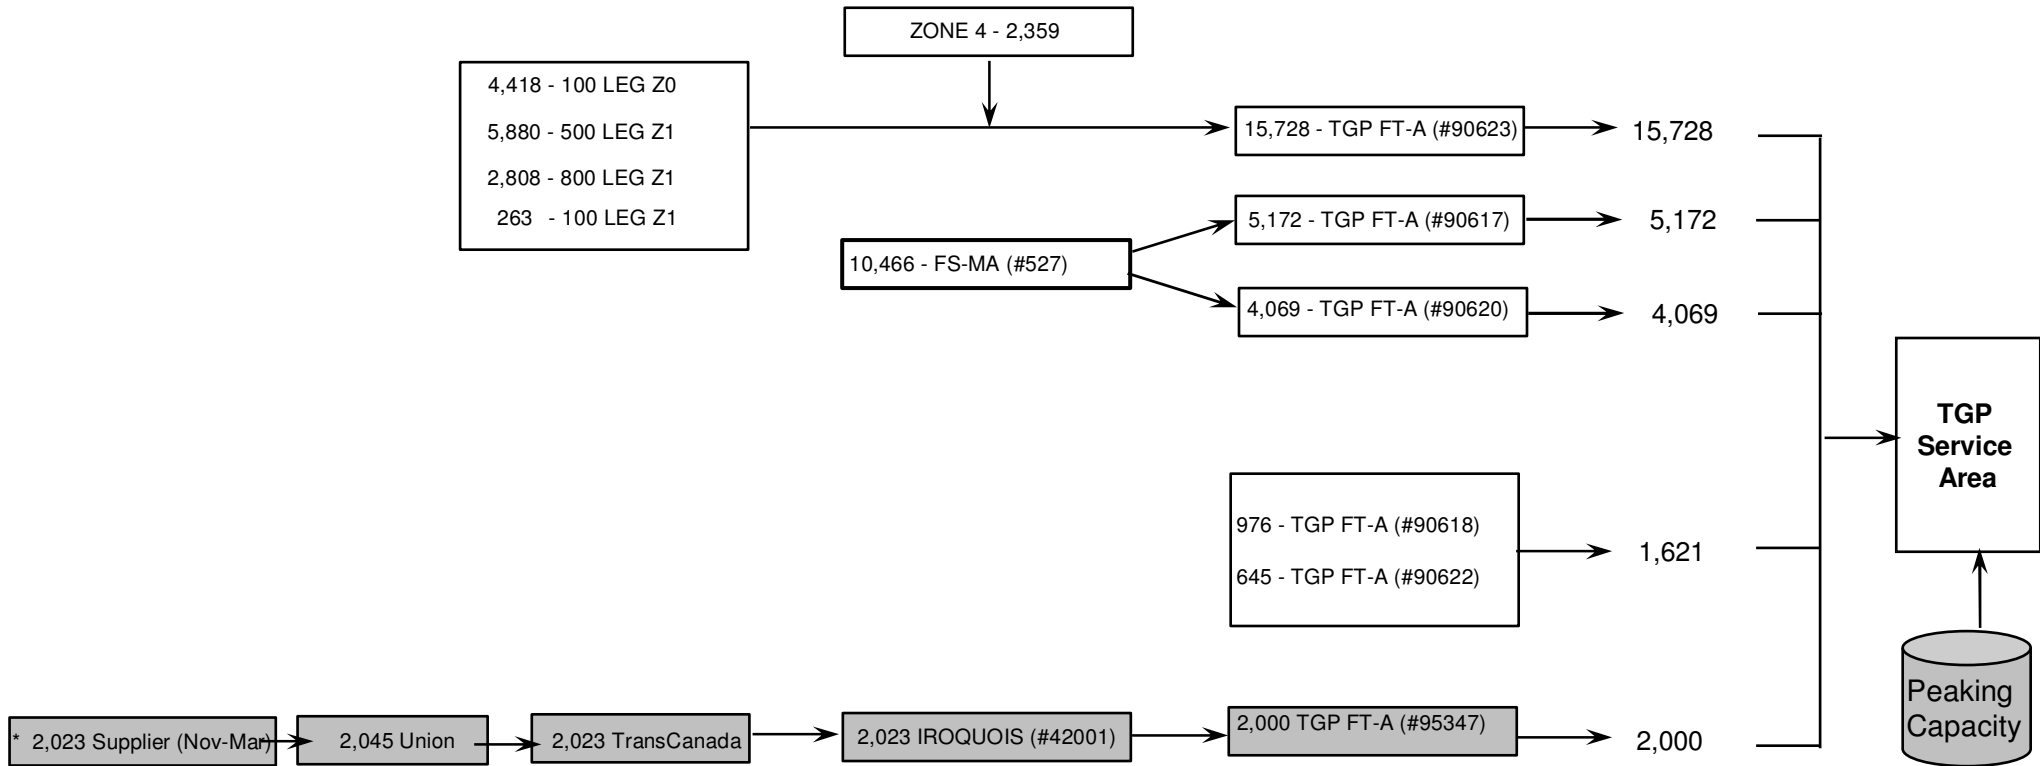 ZONE 4 - 2,359
4,418 - 100 LEG Z0
5,880 - 500 LEG Z1
2,808 - 800 LEG Z1
263 - 100 LEG Z1
15,728 - TGP FT-A (#90623)
15,728
5,172 - TGP FT-A (#90617)
5,172
10,466 - FS-MA (#527)
4,069 - TGP FT-A (#90620)
4,069
TGP
Service
Area
976 - TGP FT-A (#90618)
645 - TGP FT-A (#90622)
1,621
Peaking
Capacity
* 2,023 Supplier (Nov-Mar)
2,045 Union
2,023 TransCanada
2,023 IROQUOIS (#42001)
2,000 TGP FT-A (#95347)
2,000